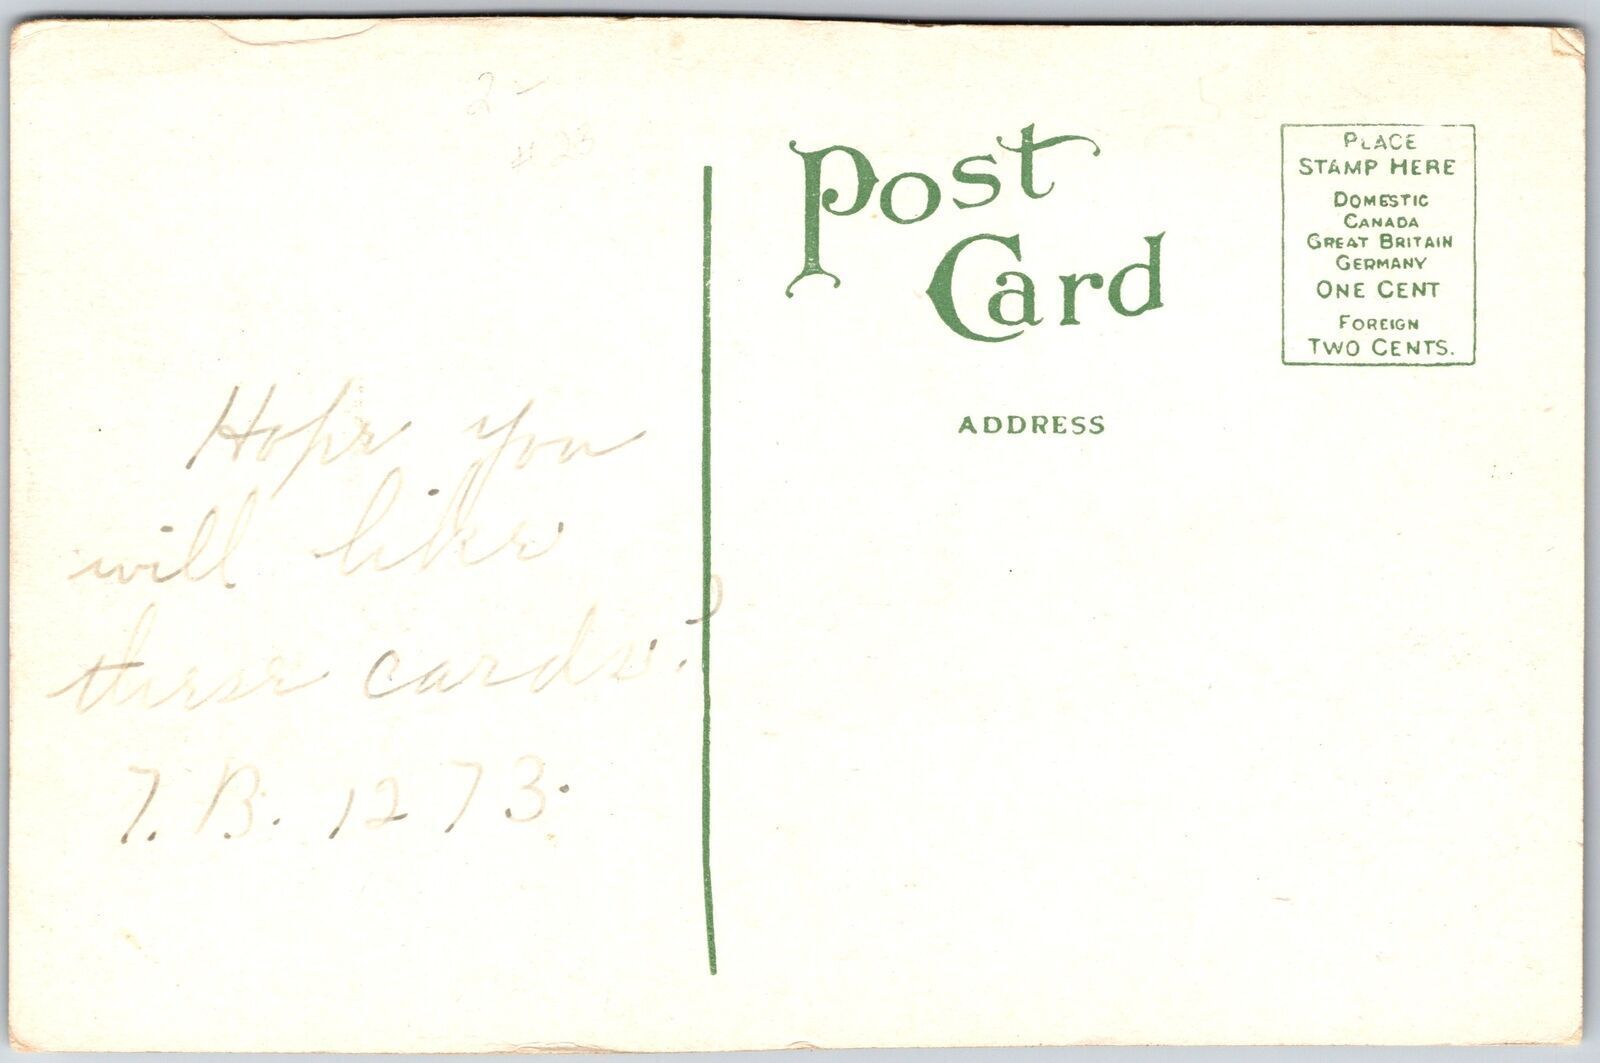 2-
#23
Post
Card
PLACE
STAMP HERE
DOMESTIC
CANADA
GREAT BRITAIN
GERMANY
ONE CENT
FOREIGN
TWO CENTS.
ADDRESS
Hope you
will like
these cards?
T. B. 1273.